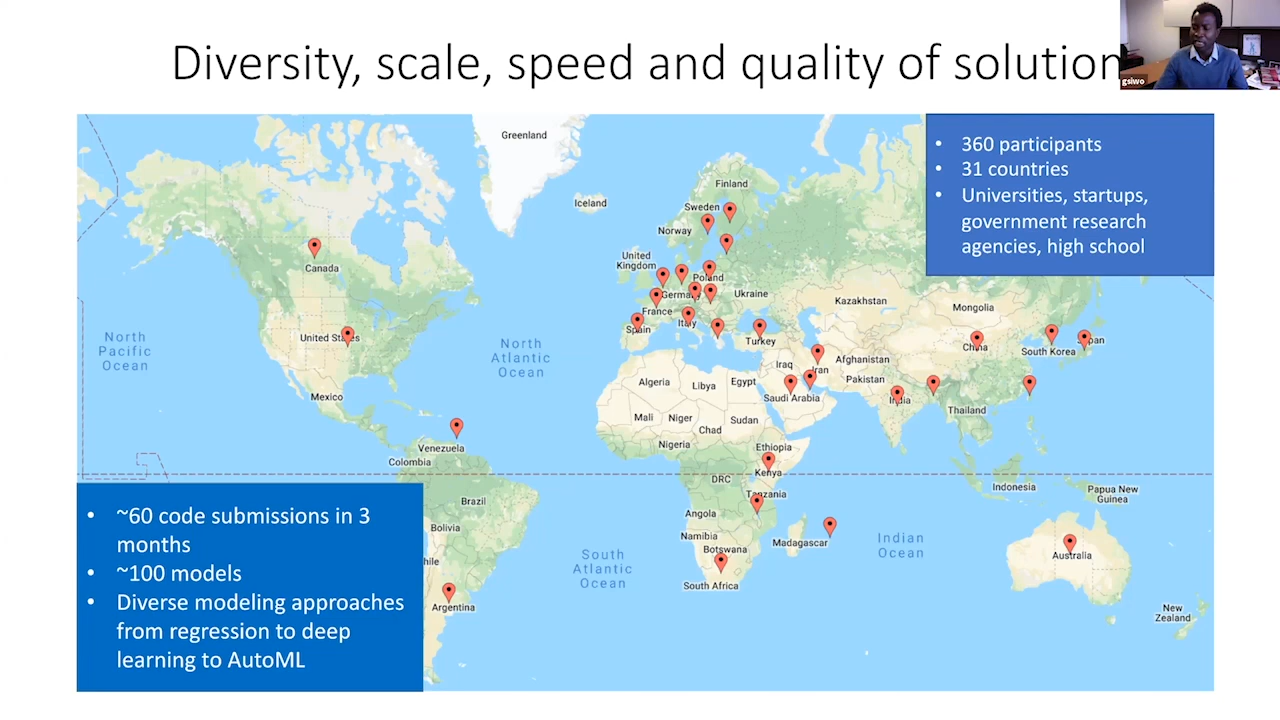 Diversity, scale, speed and quality of solution
gsiwo
• 360 participants
• 31 countries
• Universities, startups,
government research
agencies, high school
Greenland
Iceland
Finland
Sweden
Norway
United
Kingdom
Poland
Germany
Ukraine
France
Spain
Italy
Turkey
Kazakhstan
Mongolia
China
South Korea
Japan
Canada
United States
Mexico
North
Pacific
Ocean
North
Atlantic
Ocean
Algeria
Libya
Egypt
Iraq
Iran
Afghanistan
Pakistan
Saudi Arabia
India
Thailand
Mali
Niger
Chad
Sudan
Nigeria
Ethiopia
Venezuela
Colombia
DRC
Kenya
Tanzania
Indonesia
Papua New
Guinea
Brazil
Bolivia
Angola
Namibia
Botswana
Madagascar
South Africa
South
Atlantic
Ocean
Indian
Ocean
Australia
New
Zealand
hile
Argentina
• ~60 code submissions in 3
months
• ~100 models
• Diverse modeling approaches
from regression to deep
learning to AutoML